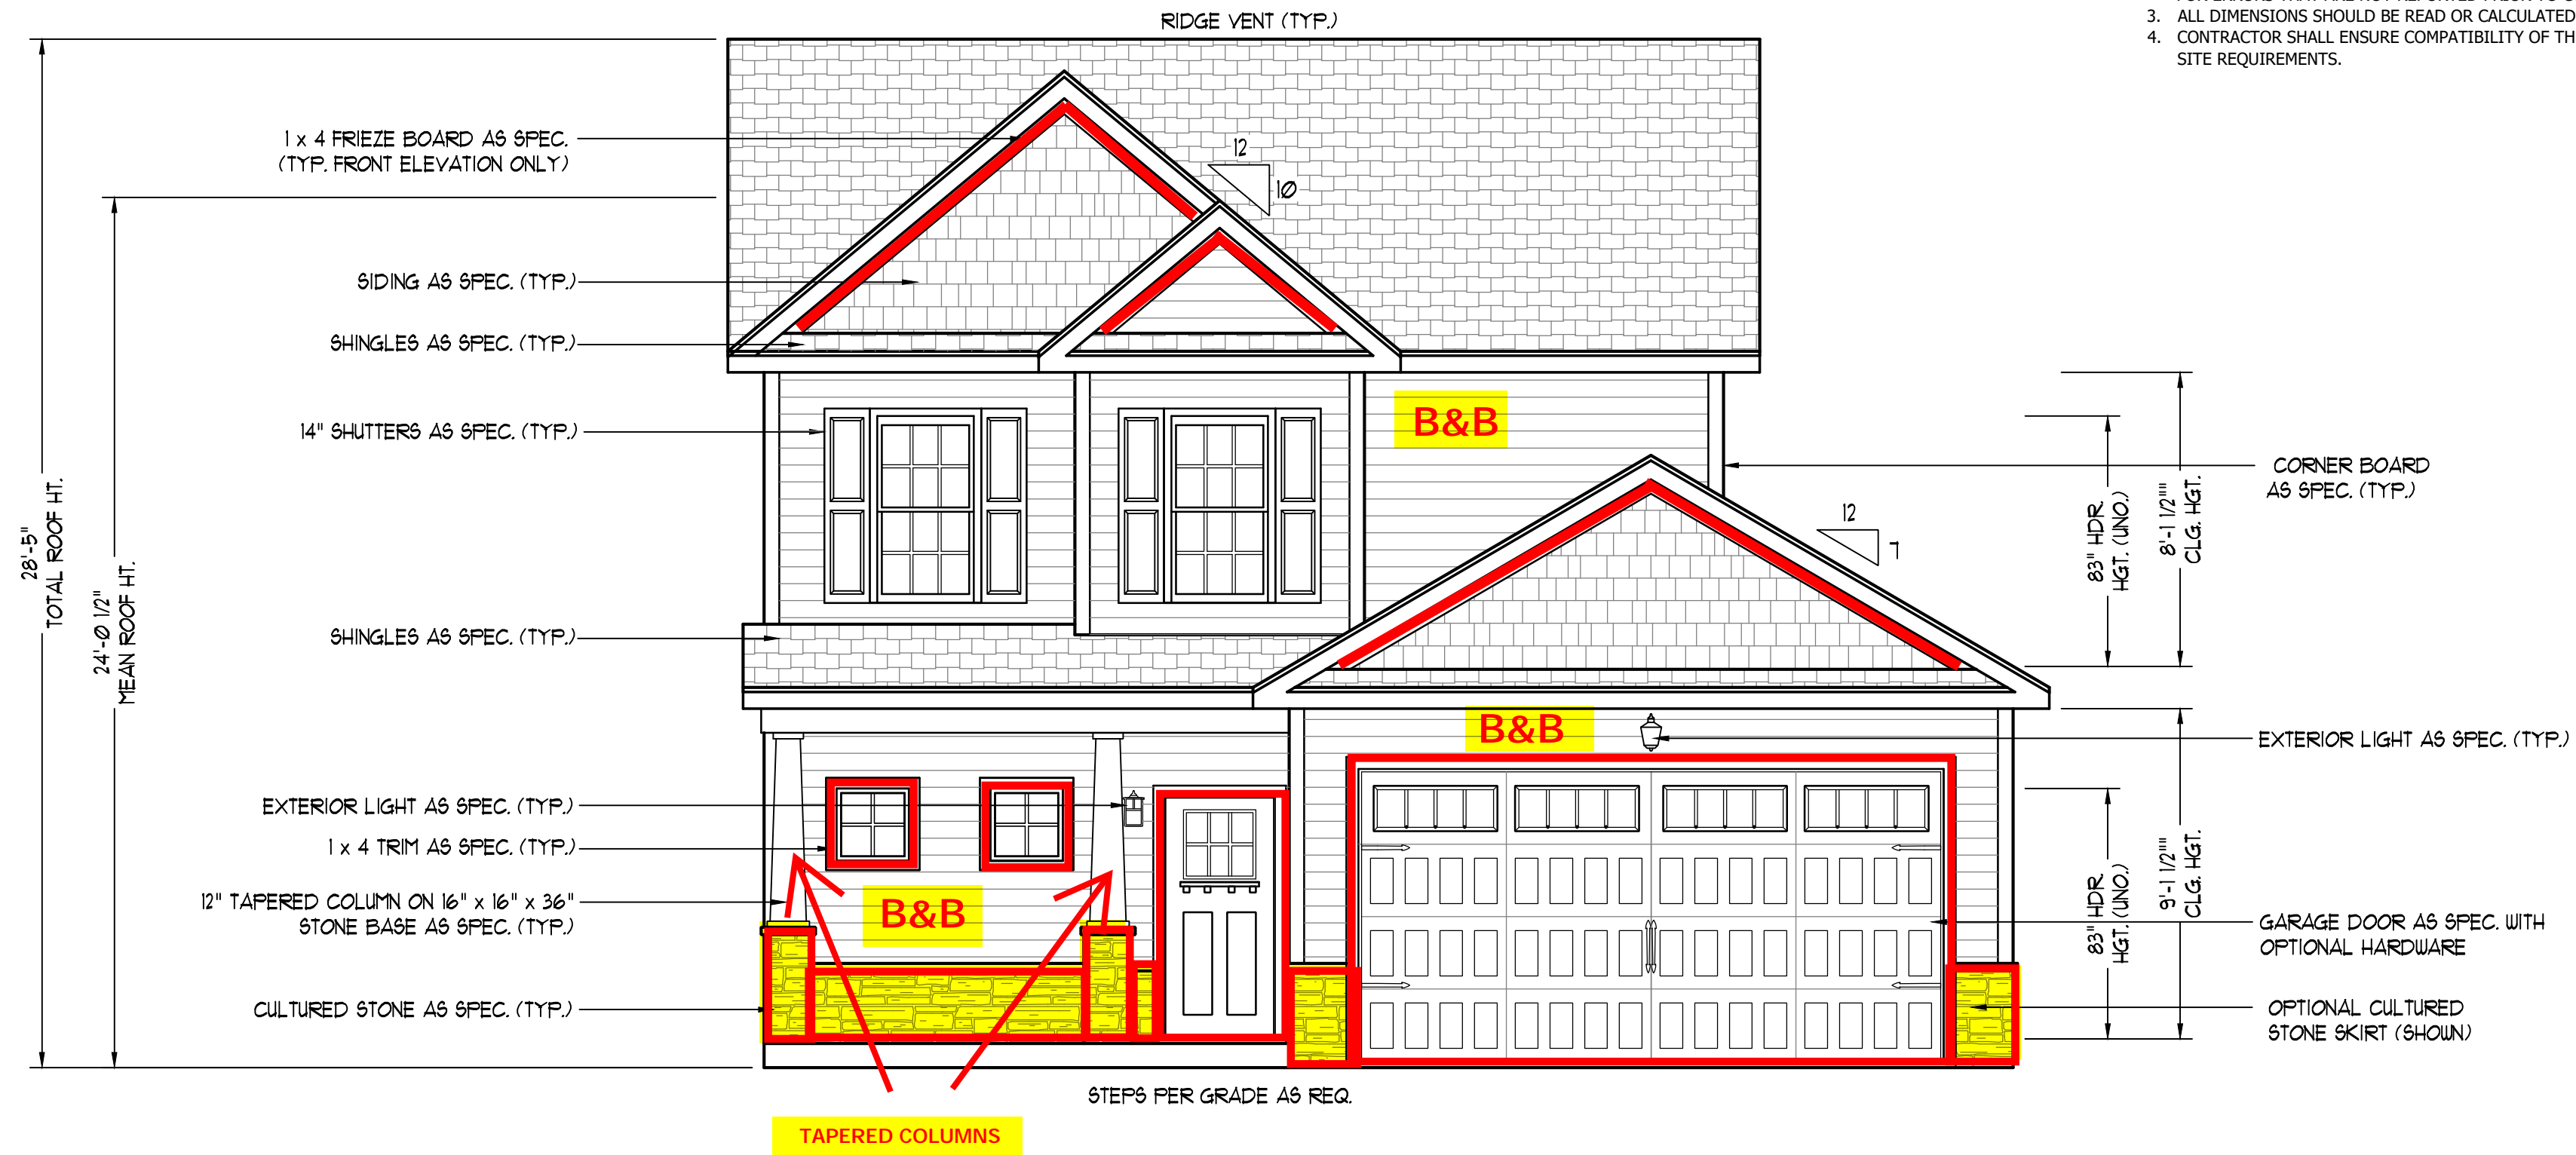 RIDGE VENT (TYP.)
3. ALL DIMENSIONS SHOULD BE READ OR CALCULATED
4. CONTRACTOR SHALL ENSURE COMPATIBILITY OF TH
SITE REQUIREMENTS.
1 x 4 FRIEZE BOARD AS SPEC.
(TYP. FRONT ELEVATION ONLY)
12
10
SIDING AS SPEC. (TYP.)
SHINGLES AS SPEC. (TYP.)
14" SHUTTERS AS SPEC. (TYP.)
B&B
CORNER BOARD
AS SPEC. (TYP.)
28'-5"
TOTAL ROOF HT.
24'-0 1/2"
MEAN ROOF HT.
83" HDR.
HGT. (UNO.)
8'-1 1/2""
CLG. HGT.
12
7
SHINGLES AS SPEC. (TYP.)
B&B
EXTERIOR LIGHT AS SPEC. (TYP.)
EXTERIOR LIGHT AS SPEC. (TYP.)
1 x 4 TRIM AS SPEC. (TYP.)
12" TAPERED COLUMN ON 16" x 16" x 36"
STONE BASE AS SPEC. (TYP.)
B&B
83" HDR.
HGT. (UNO.)
9'-1 1/2""
CLG. HGT.
GARAGE DOOR AS SPEC. WITH
OPTIONAL HARDWARE
CULTURED STONE AS SPEC. (TYP.)
OPTIONAL CULTURED
STONE SKIRT (SHOWN)
STEPS PER GRADE AS REQ.
TAPERED COLUMNS